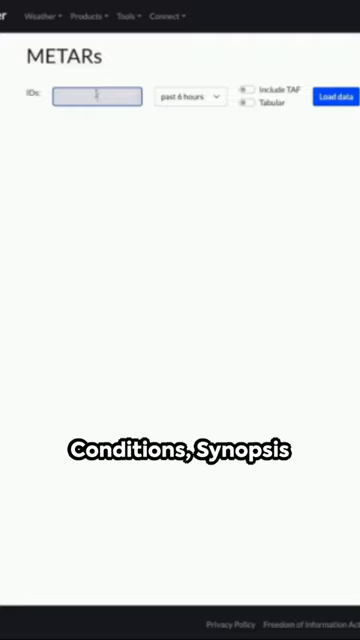 er Weather Products Tools Connect
METARs
IDs: past 6 hours Include TAF Load data
Tabular
Conditions, Synopsis
Privacy Policy Freedom of Information Act